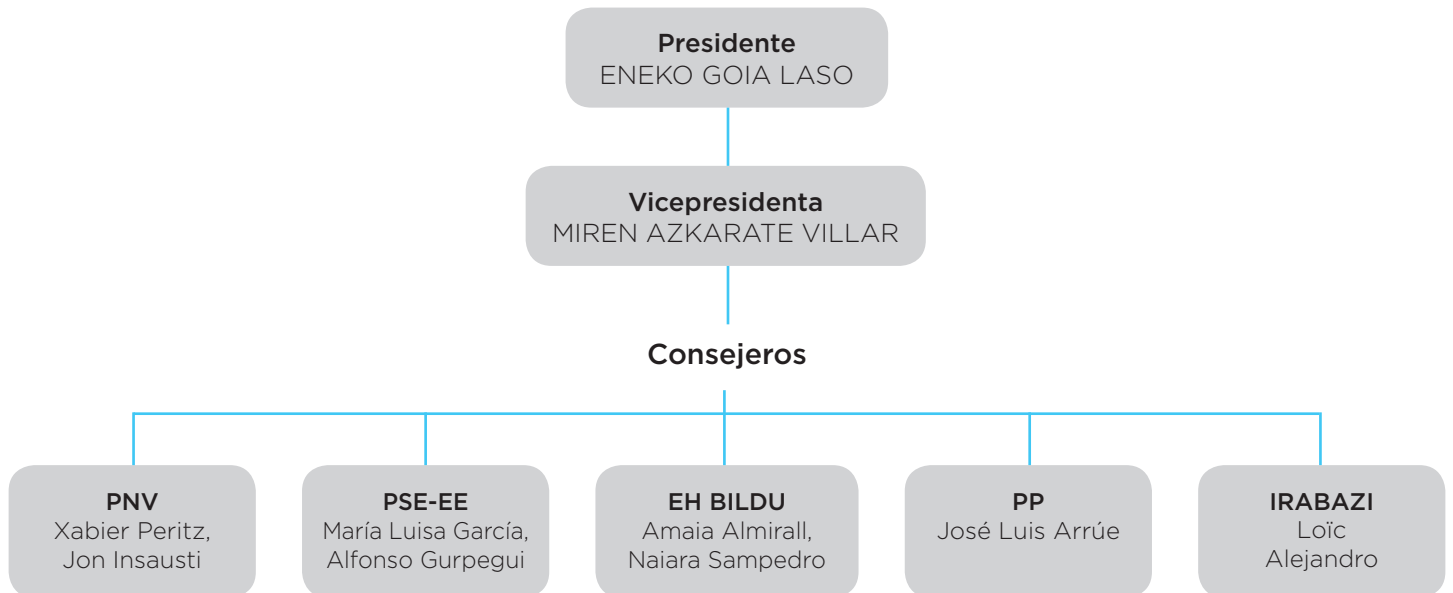 Presidente
ENEKO GOIA LASO
Vicepresidenta
MIREN AZKARATE VILLAR
Consejeros
PNV
Xabier Peritz,
Jon Insausti
PSE-EE
María Luisa García,
Alfonso Gurpegui
EH BILDU
Amaia Almirall,
Naiara Sampedro
PP
José Luis Arrúe
IRABAZI
Loïc
Alejandro